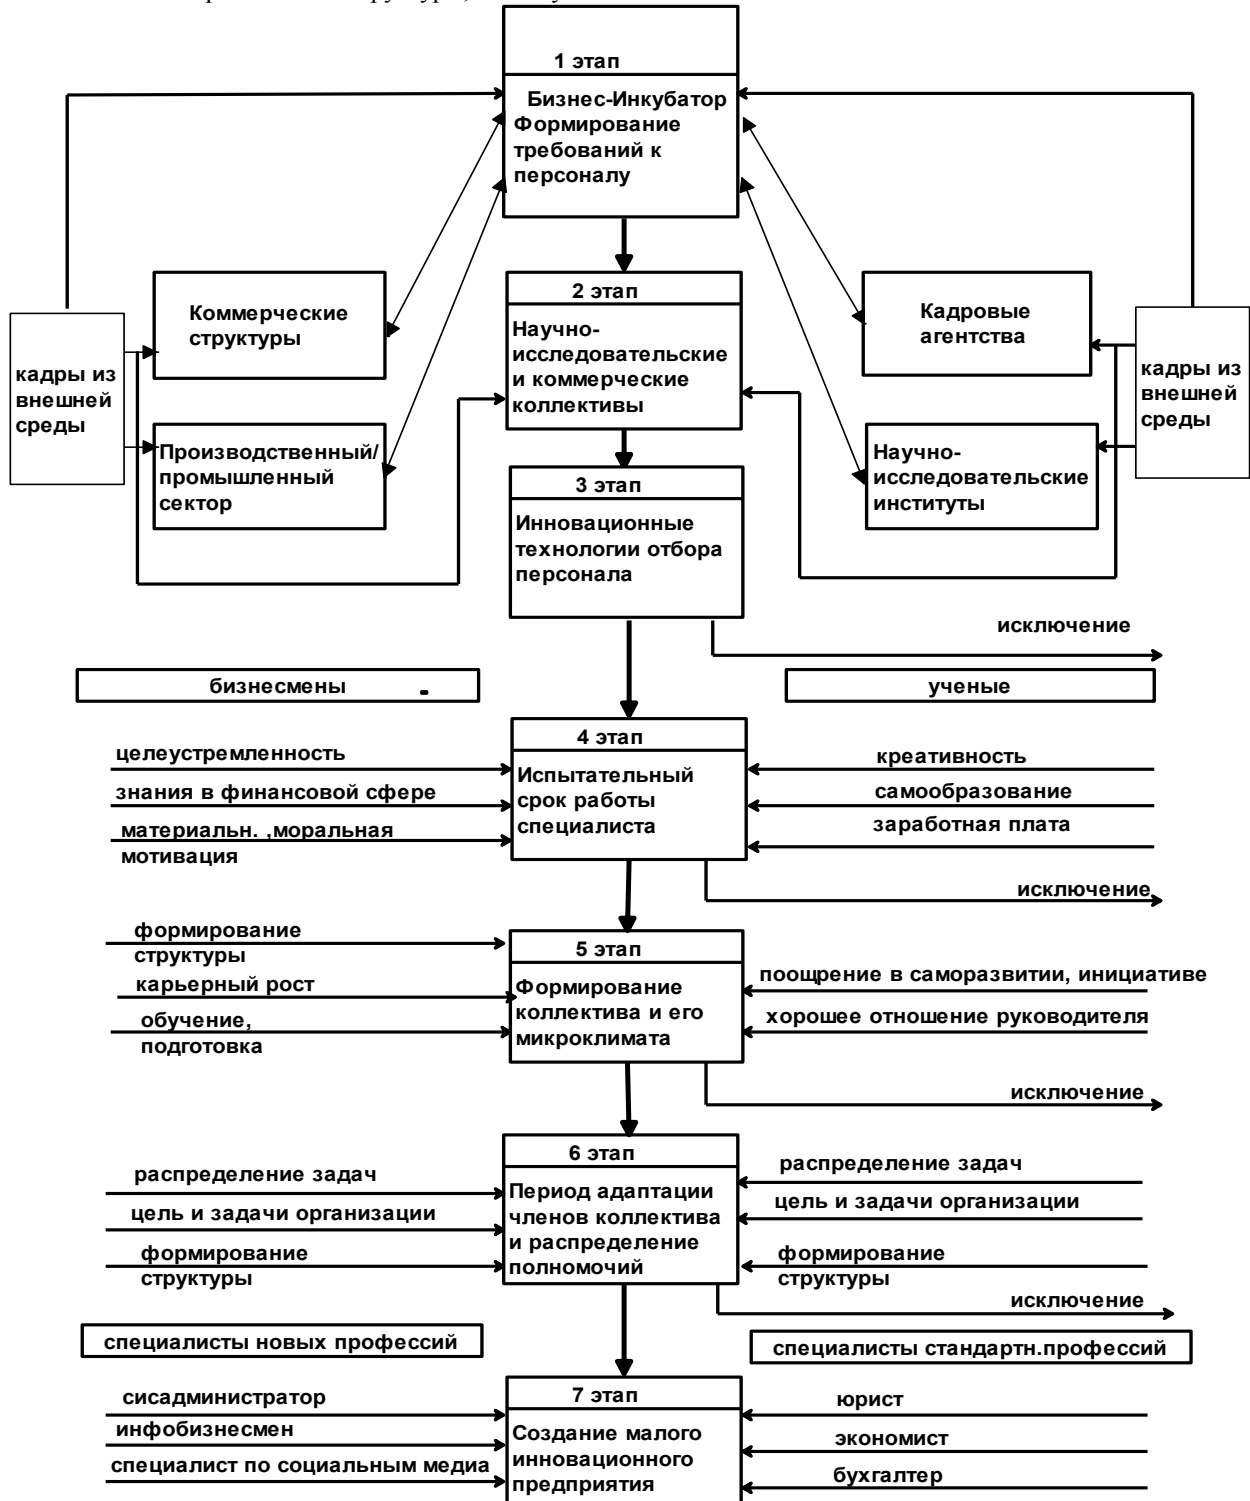 1 этап
Бизнес-Инкубатор
Формирование
требований к
персоналу
2 этап
Научно-
исследовательские
и коммерческие
коллективы
Коммерческие
структуры
Кадровые
агентства
кадры из
внешней
среды
кадры из
внешней
среды
Производственный/
промышленный
сектор
Научно-
исследовательские
институты
3 этап
Инновационные
технологии отбора
персонала
исключение
бизнесмены -
ученые
4 этап
Испытательный
срок работы
специалиста
целеустремленность
знания в финансовой сфере
материальн. ,моральная
мотивация
креативность
самообразование
заработная плата
исключение
5 этап
Формирование
коллектива и его
микроклимата
формирование
структуры
карьерный рост
обучение,
подготовка
поощрение в саморазвитии, инициативе
хорошее отношение руководителя
исключение
6 этап
Период адаптации
членов коллектива
и распределение
полномочий
распределение задач
цель и задачи организации
формирование
структуры
распределение задач
цель и задачи организации
формирование
структуры
исключение
специалисты новых профессий
специалисты стандартн.профессий
7 этап
Создание малого
инновационного
предприятия
сисадминистратор
инфобизнесмен
специалист по социальным медиа
юрист
экономист
бухгалтер